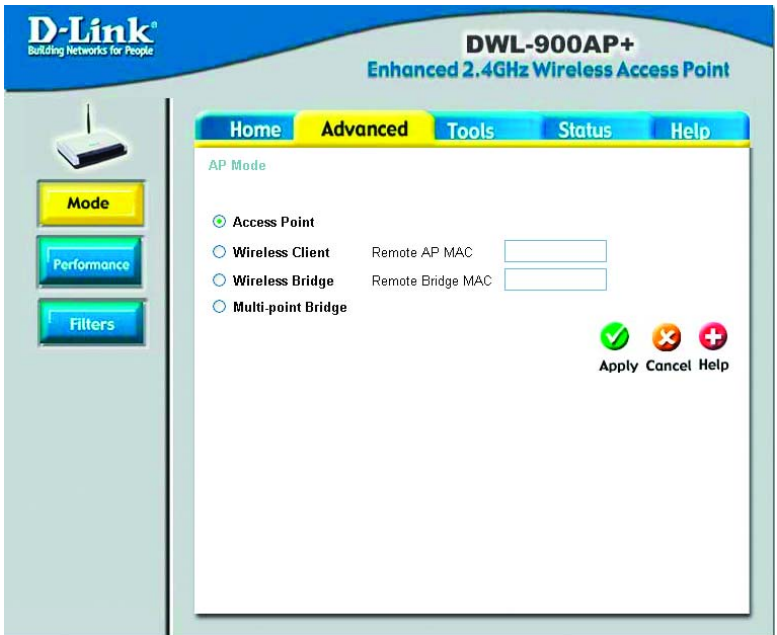 D-Link
Building Networks for People
DWL-900AP+
Enhanced 2.4GHz Wireless Access Point
Home Advanced Tools Status Help
Mode
Performance
Filters
AP Mode
Access Point
Wireless Client Remote AP MAC
Wireless Bridge Remote Bridge MAC
Multi-point Bridge
Apply Cancel Help